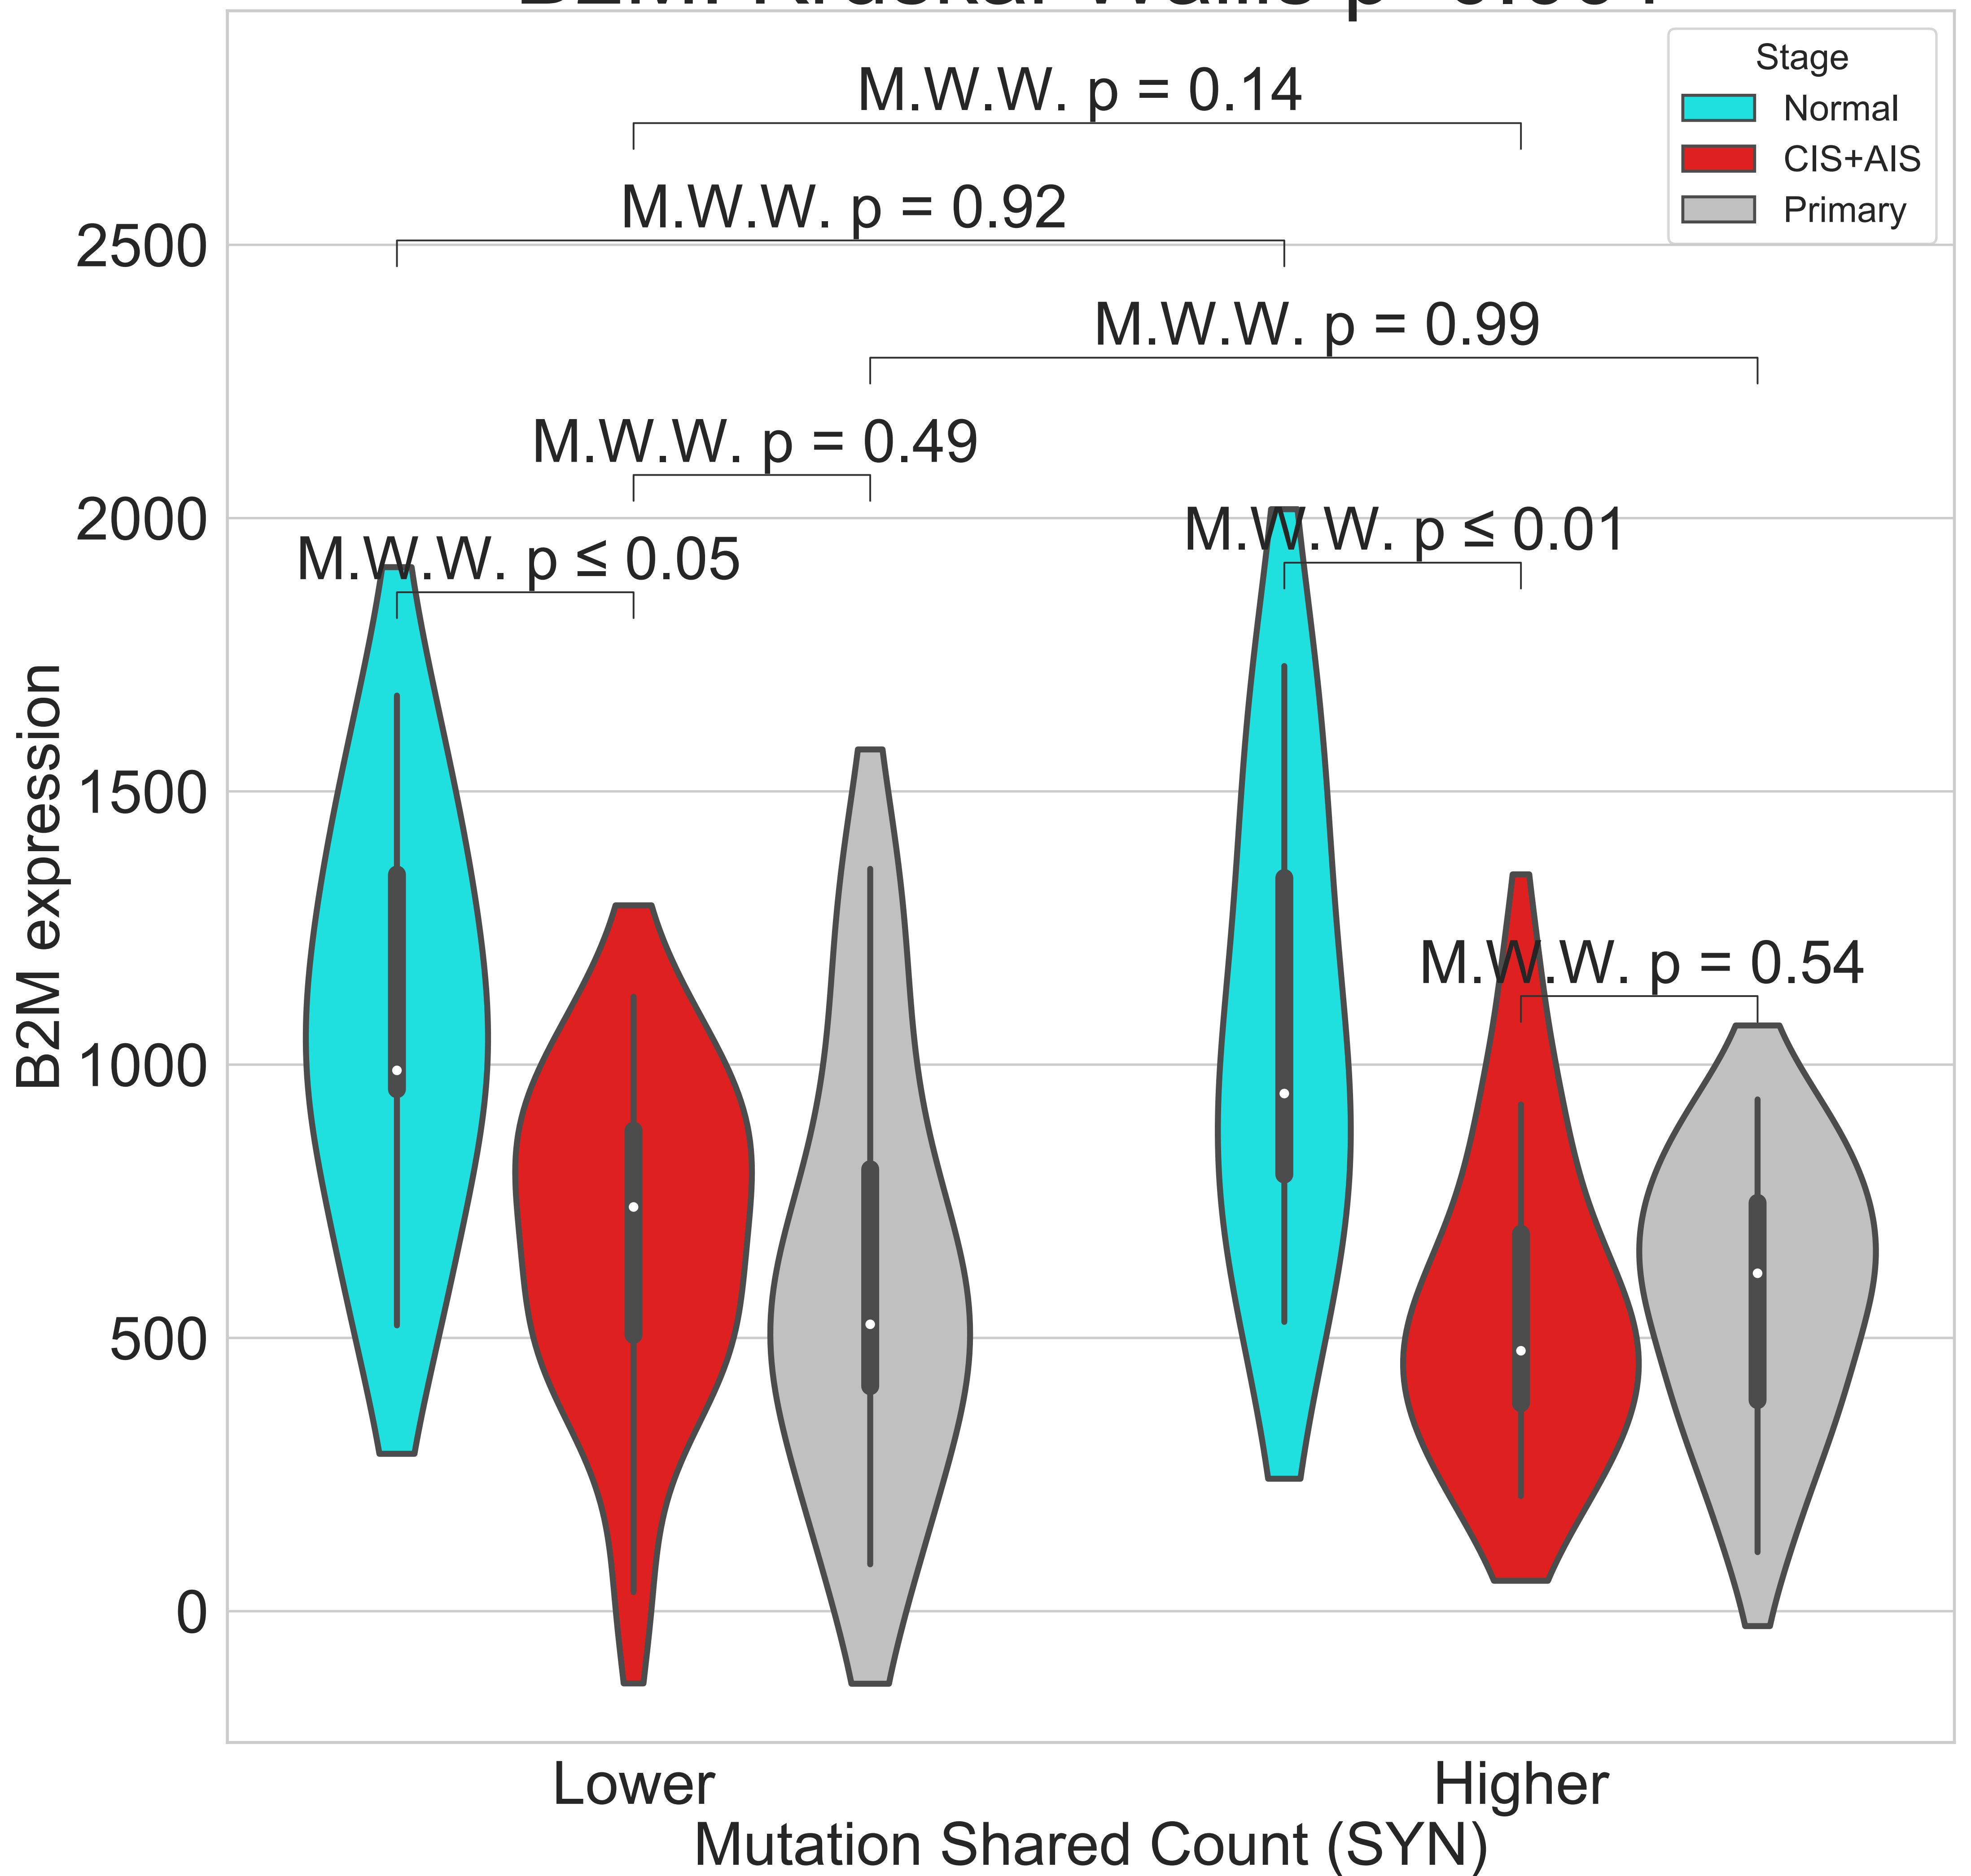 Stage
Normal
CIS+AIS
Primary
M.W.W. p = 0.14
M.W.W. p = 0.92
M.W.W. p = 0.99
M.W.W. p = 0.49
M.W.W. p ≤ 0.05
M.W.W. p ≤ 0.01
M.W.W. p = 0.54
2500
2000
1500
1000
500
0
B2M expression
Lower
Higher
Mutation Shared Count (SYN)